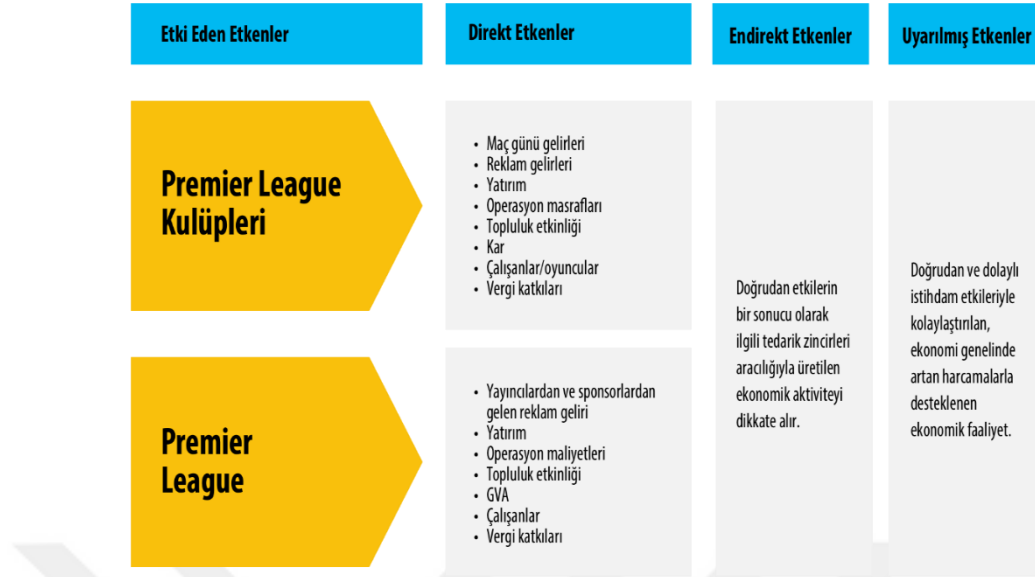 Etki Eden Etkenler
Direkt Etkenler
Endirekt Etkenler
Uyarılmış Etkenler
Premier League
Kulüpleri
• Maç günü gelirleri
• Reklam gelirleri
• Yatırım
• Operasyon masrafları
• Topluluk etkinliği
• Kar
• Çalışanlar/oyuncular
• Vergi katkıları
Premier
League
• Yayıncılardan ve sponsorlardan
gelen reklam geliri
• Yatırım
• Operasyon maliyetleri
• Topluluk etkinliği
• GVA
• Çalışanlar
• Vergi katkıları
Doğrudan etkilerin
bir sonucu olarak
ilgili tedarik zincirleri
aracılığıyla üretilen
ekonomik aktiviteyi
dikkate alır.
Doğrudan ve dolaylı
istihdam etkileriyle
kolaylaştırılan,
ekonomi genelinde
artan harcamalarla
desteklenen
ekonomik faaliyet.